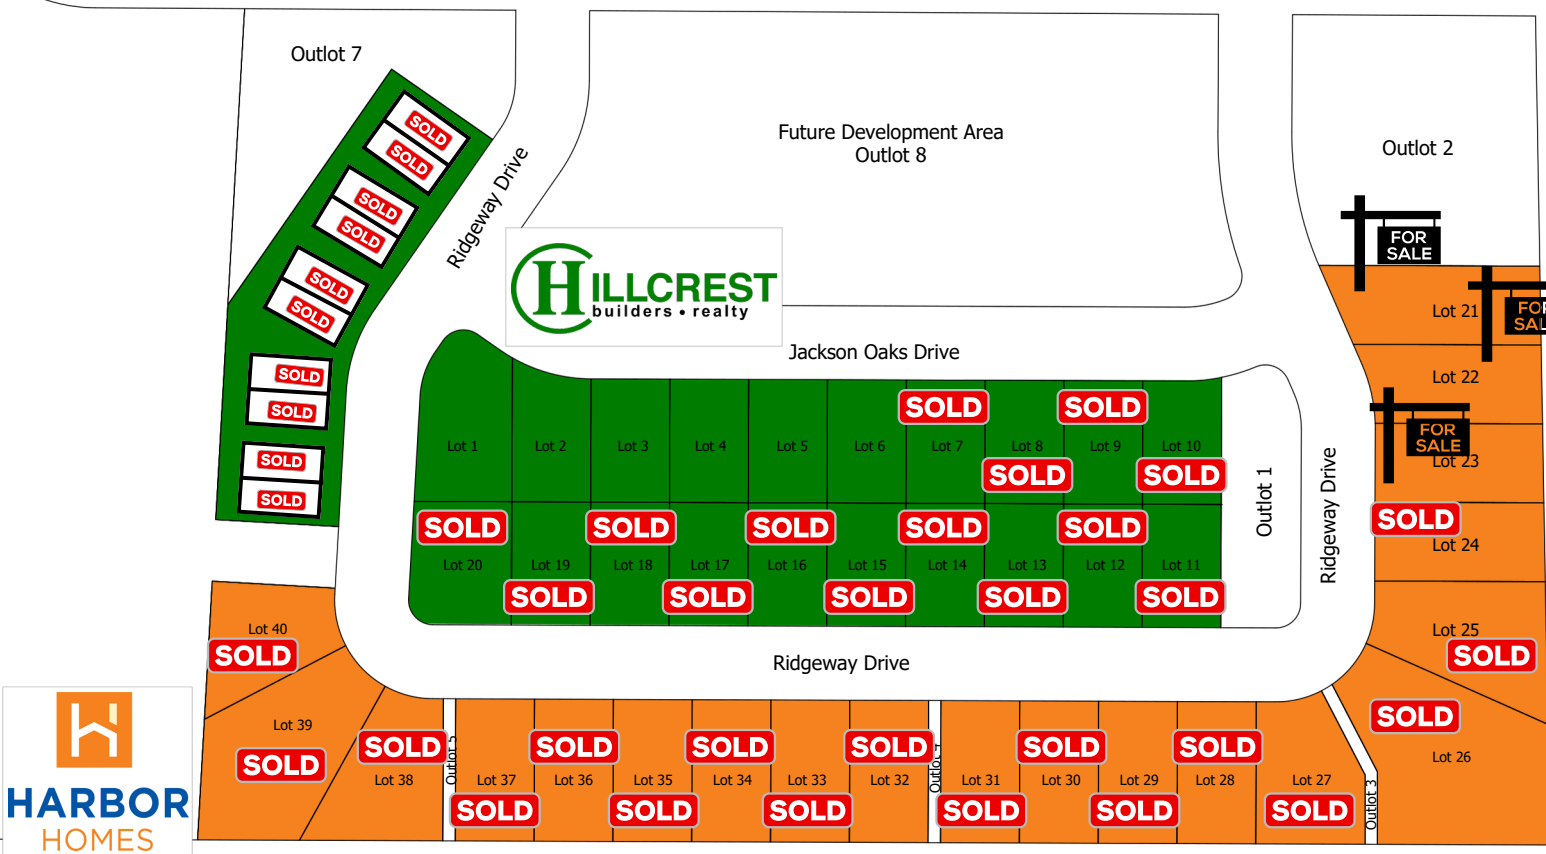 Outlot 7
SOLD
SOLD
SOLD
SOLD
SOLD
SOLD
SOLD
SOLD
SOLD
SOLD
Ridgeway Drive
Future Development Area
Outlot 8
Outlot 2
FOR
SALE
HILLCREST
builders • realty
Jackson Oaks Drive
Lot 21
FOR
SAL
Lot 22
FOR
SALE
Lot 23
SOLD
Lot 24
Lot 25
SOLD
SOLD
Lot 26
SOLD
SOLD
Lot 1
Lot 2
Lot 3
Lot 4
Lot 5
Lot 6
Lot 7
Lot 8
Lot 9
Lot 10
SOLD
SOLD
Outlot 1
Ridgeway Drive
SOLD
SOLD
SOLD
SOLD
SOLD
Lot 20
Lot 19
Lot 18
Lot 17
Lot 16
Lot 15
Lot 14
Lot 13
Lot 12
Lot 11
SOLD
SOLD
SOLD
SOLD
SOLD
Ridgeway Drive
Lot 40
SOLD
Lot 39
SOLD
SOLD
Lot 38
Outlot 5
SOLD
SOLD
SOLD
SOLD
SOLD
Lot 37
Lot 36
Lot 35
Lot 34
Lot 33
Lot 32
Outlot
Lot 31
Lot 30
Lot 29
Lot 28
Lot 27
SOLD
SOLD
SOLD
SOLD
SOLD
SOLD
Outlot 3
HARBOR
HOMES